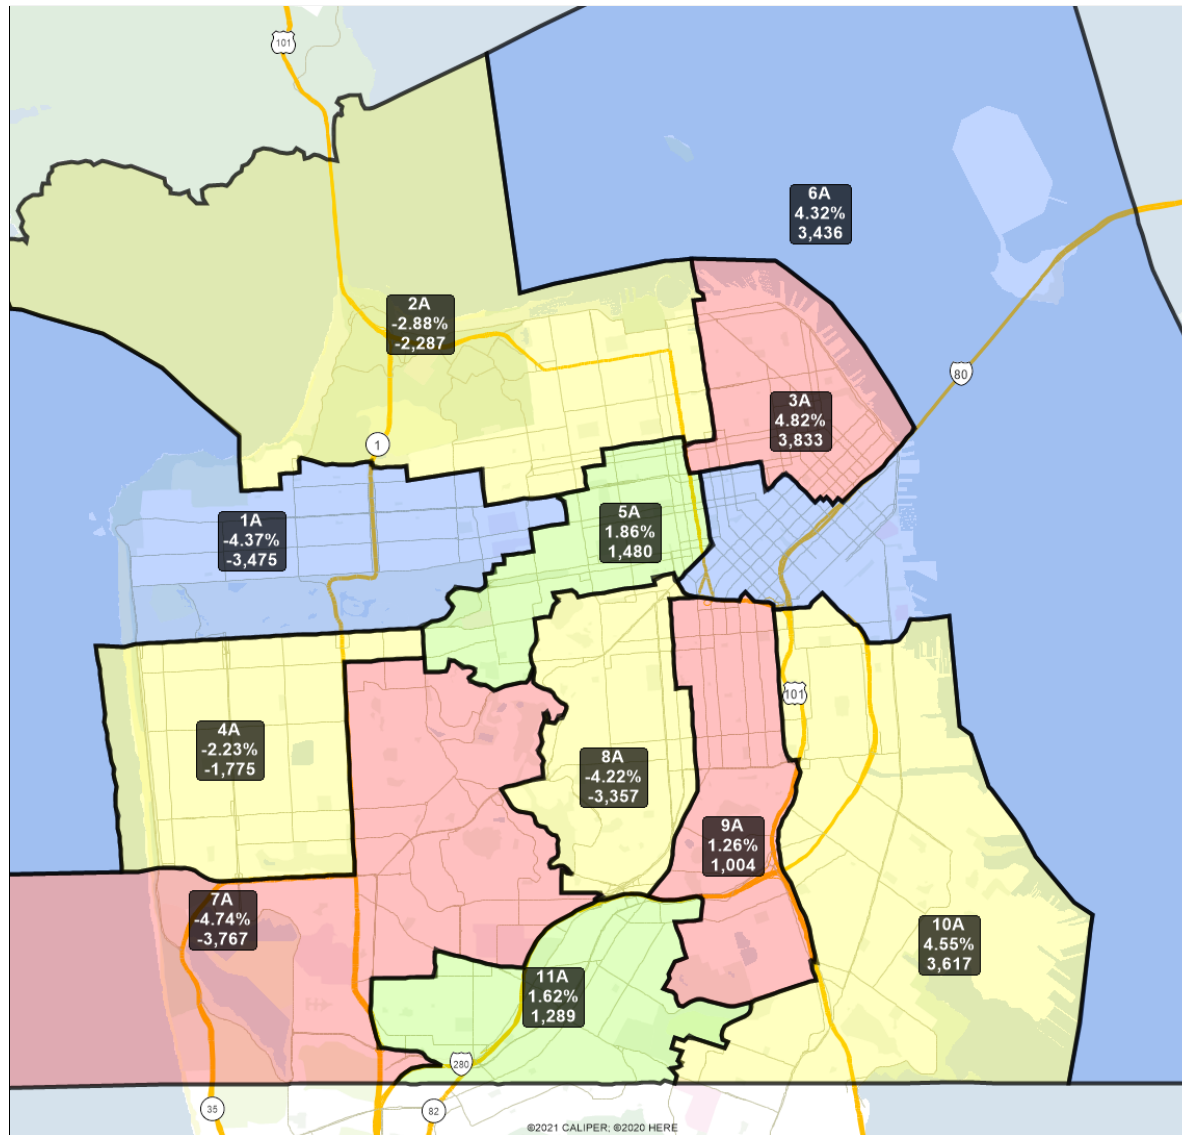 101
6A
4.32%
3,436
2A
-2.88%
-2,287
80
3A
4.82%
3,833
1
1A
-4.37%
-3,475
5A
1.86%
1,480
101
4A
-2.23%
-1,775
8A
-4.22%
-3,357
9A
1.26%
1,004
7A
-4.74%
-3,767
10A
4.55%
3,617
11A
1.62%
1,289
280
35
82
©2021 CALIPER; ©2020 HERE